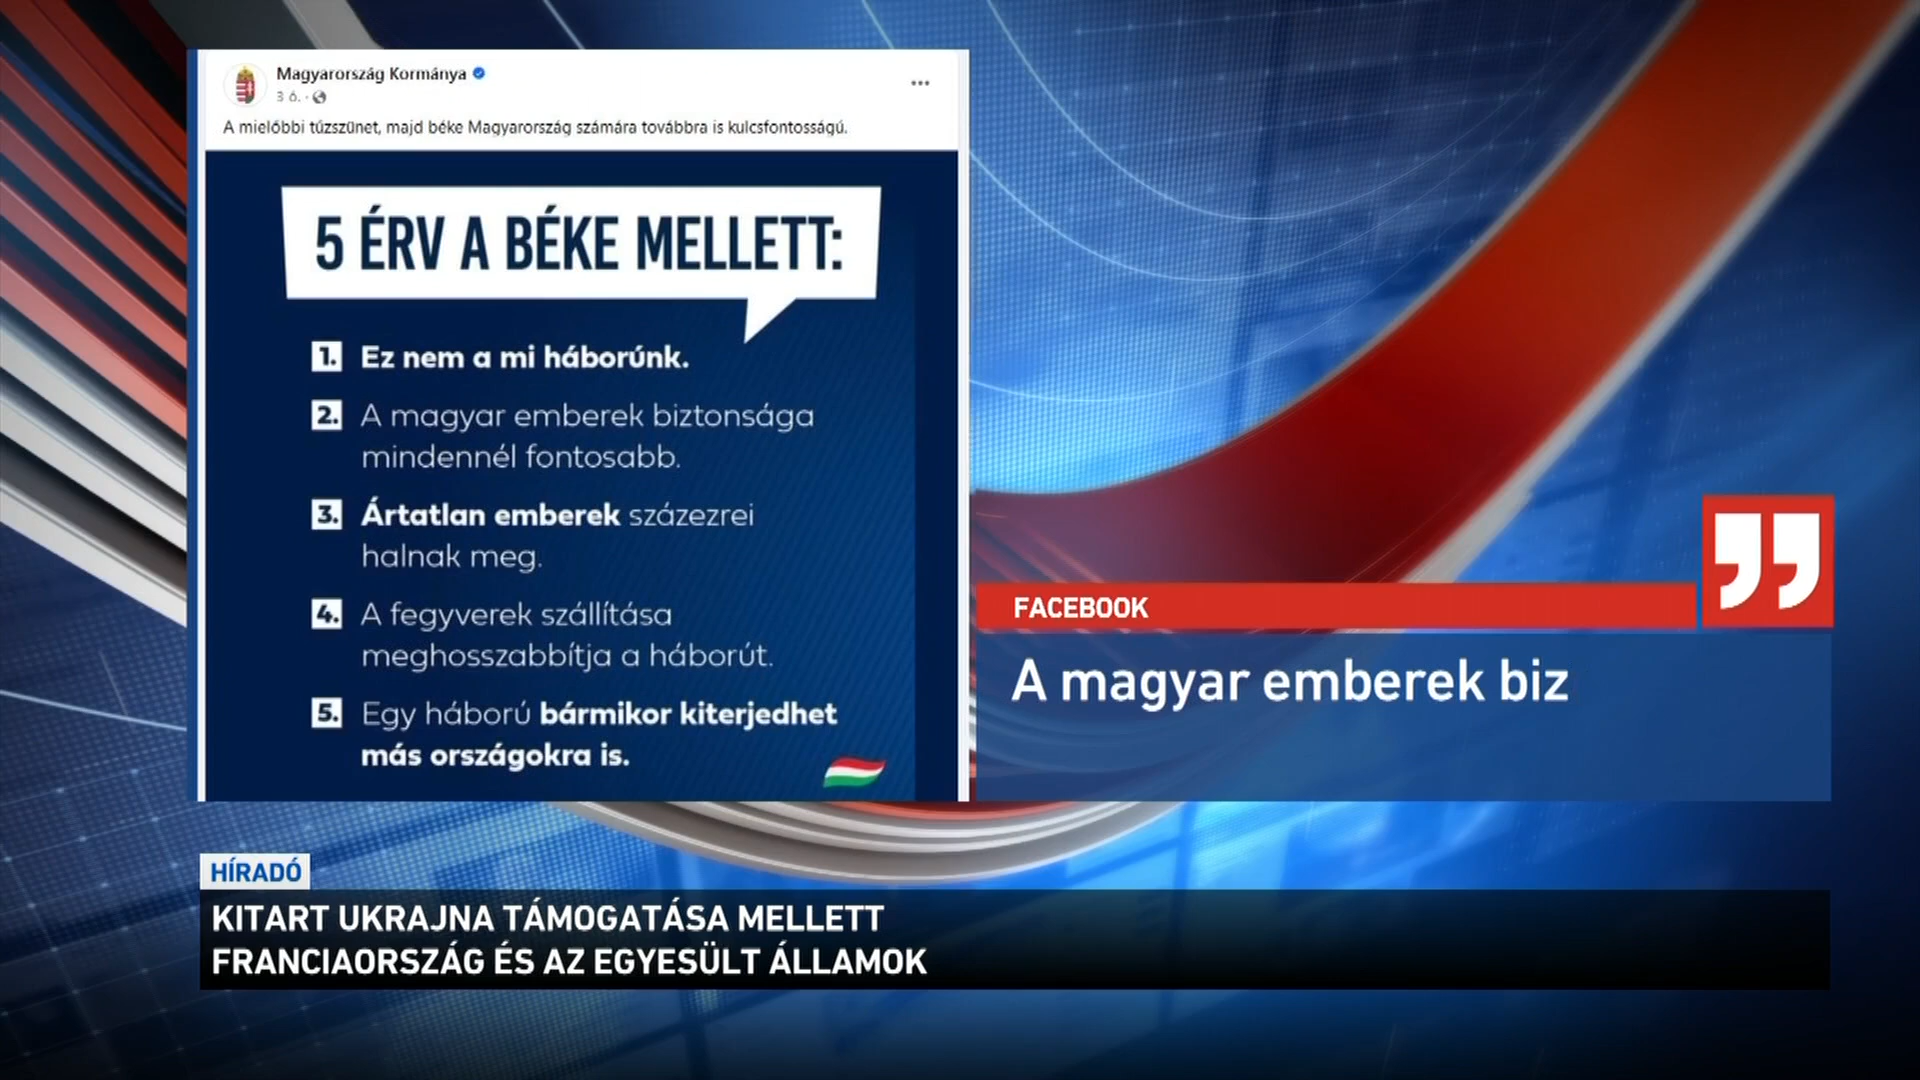 Magyarország Kormánya
3 ó.
A mielőbbi tűzszünet, majd béke Magyarország számára továbbra is kulcsfontosságú.
5 ÉRV A BÉKE MELLETT:
1. Ez nem a mi háborúnk.
2. A magyar emberek biztonsága
mindennél fontosabb.
3. Ártatlan emberek százezrei
halnak meg.
4. A fegyverek szállítása
meghosszabbítja a háborút.
5. Egy háború bármikor kiterjedhet
más országokra is.
FACEBOOK
A magyar emberek biz
HÍRADÓ
KITART UKRAJNA TÁMOGATÁSA MELLETT
FRANCIAORSZÁG ÉS AZ EGYESÜLT ÁLLAMOK